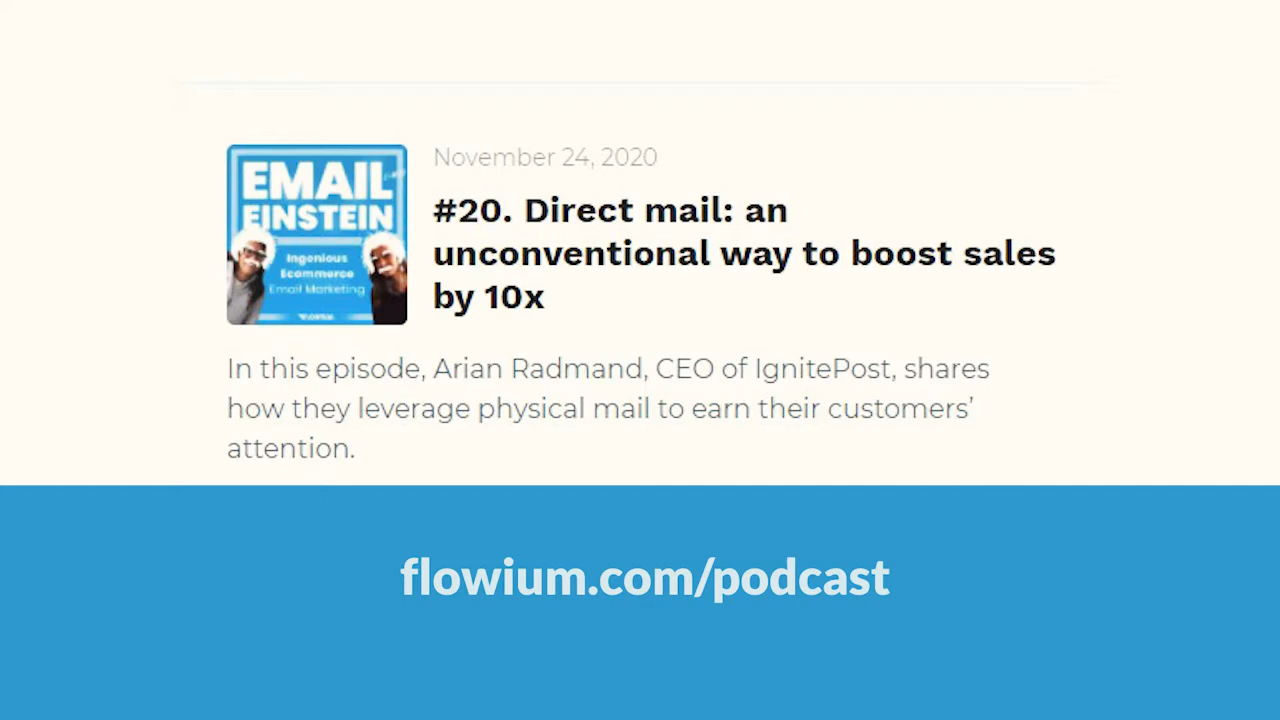 November 24, 2020
#20. Direct mail: an
unconventional way to boost sales
by 10x
EMAIL
EINSTEIN
Ingenious
Ecommerce
Email Marketing
In this episode, Arian Radmand, CEO of IgnitePost, shares
how they leverage physical mail to earn their customers’
attention.
flowium.com/podcast